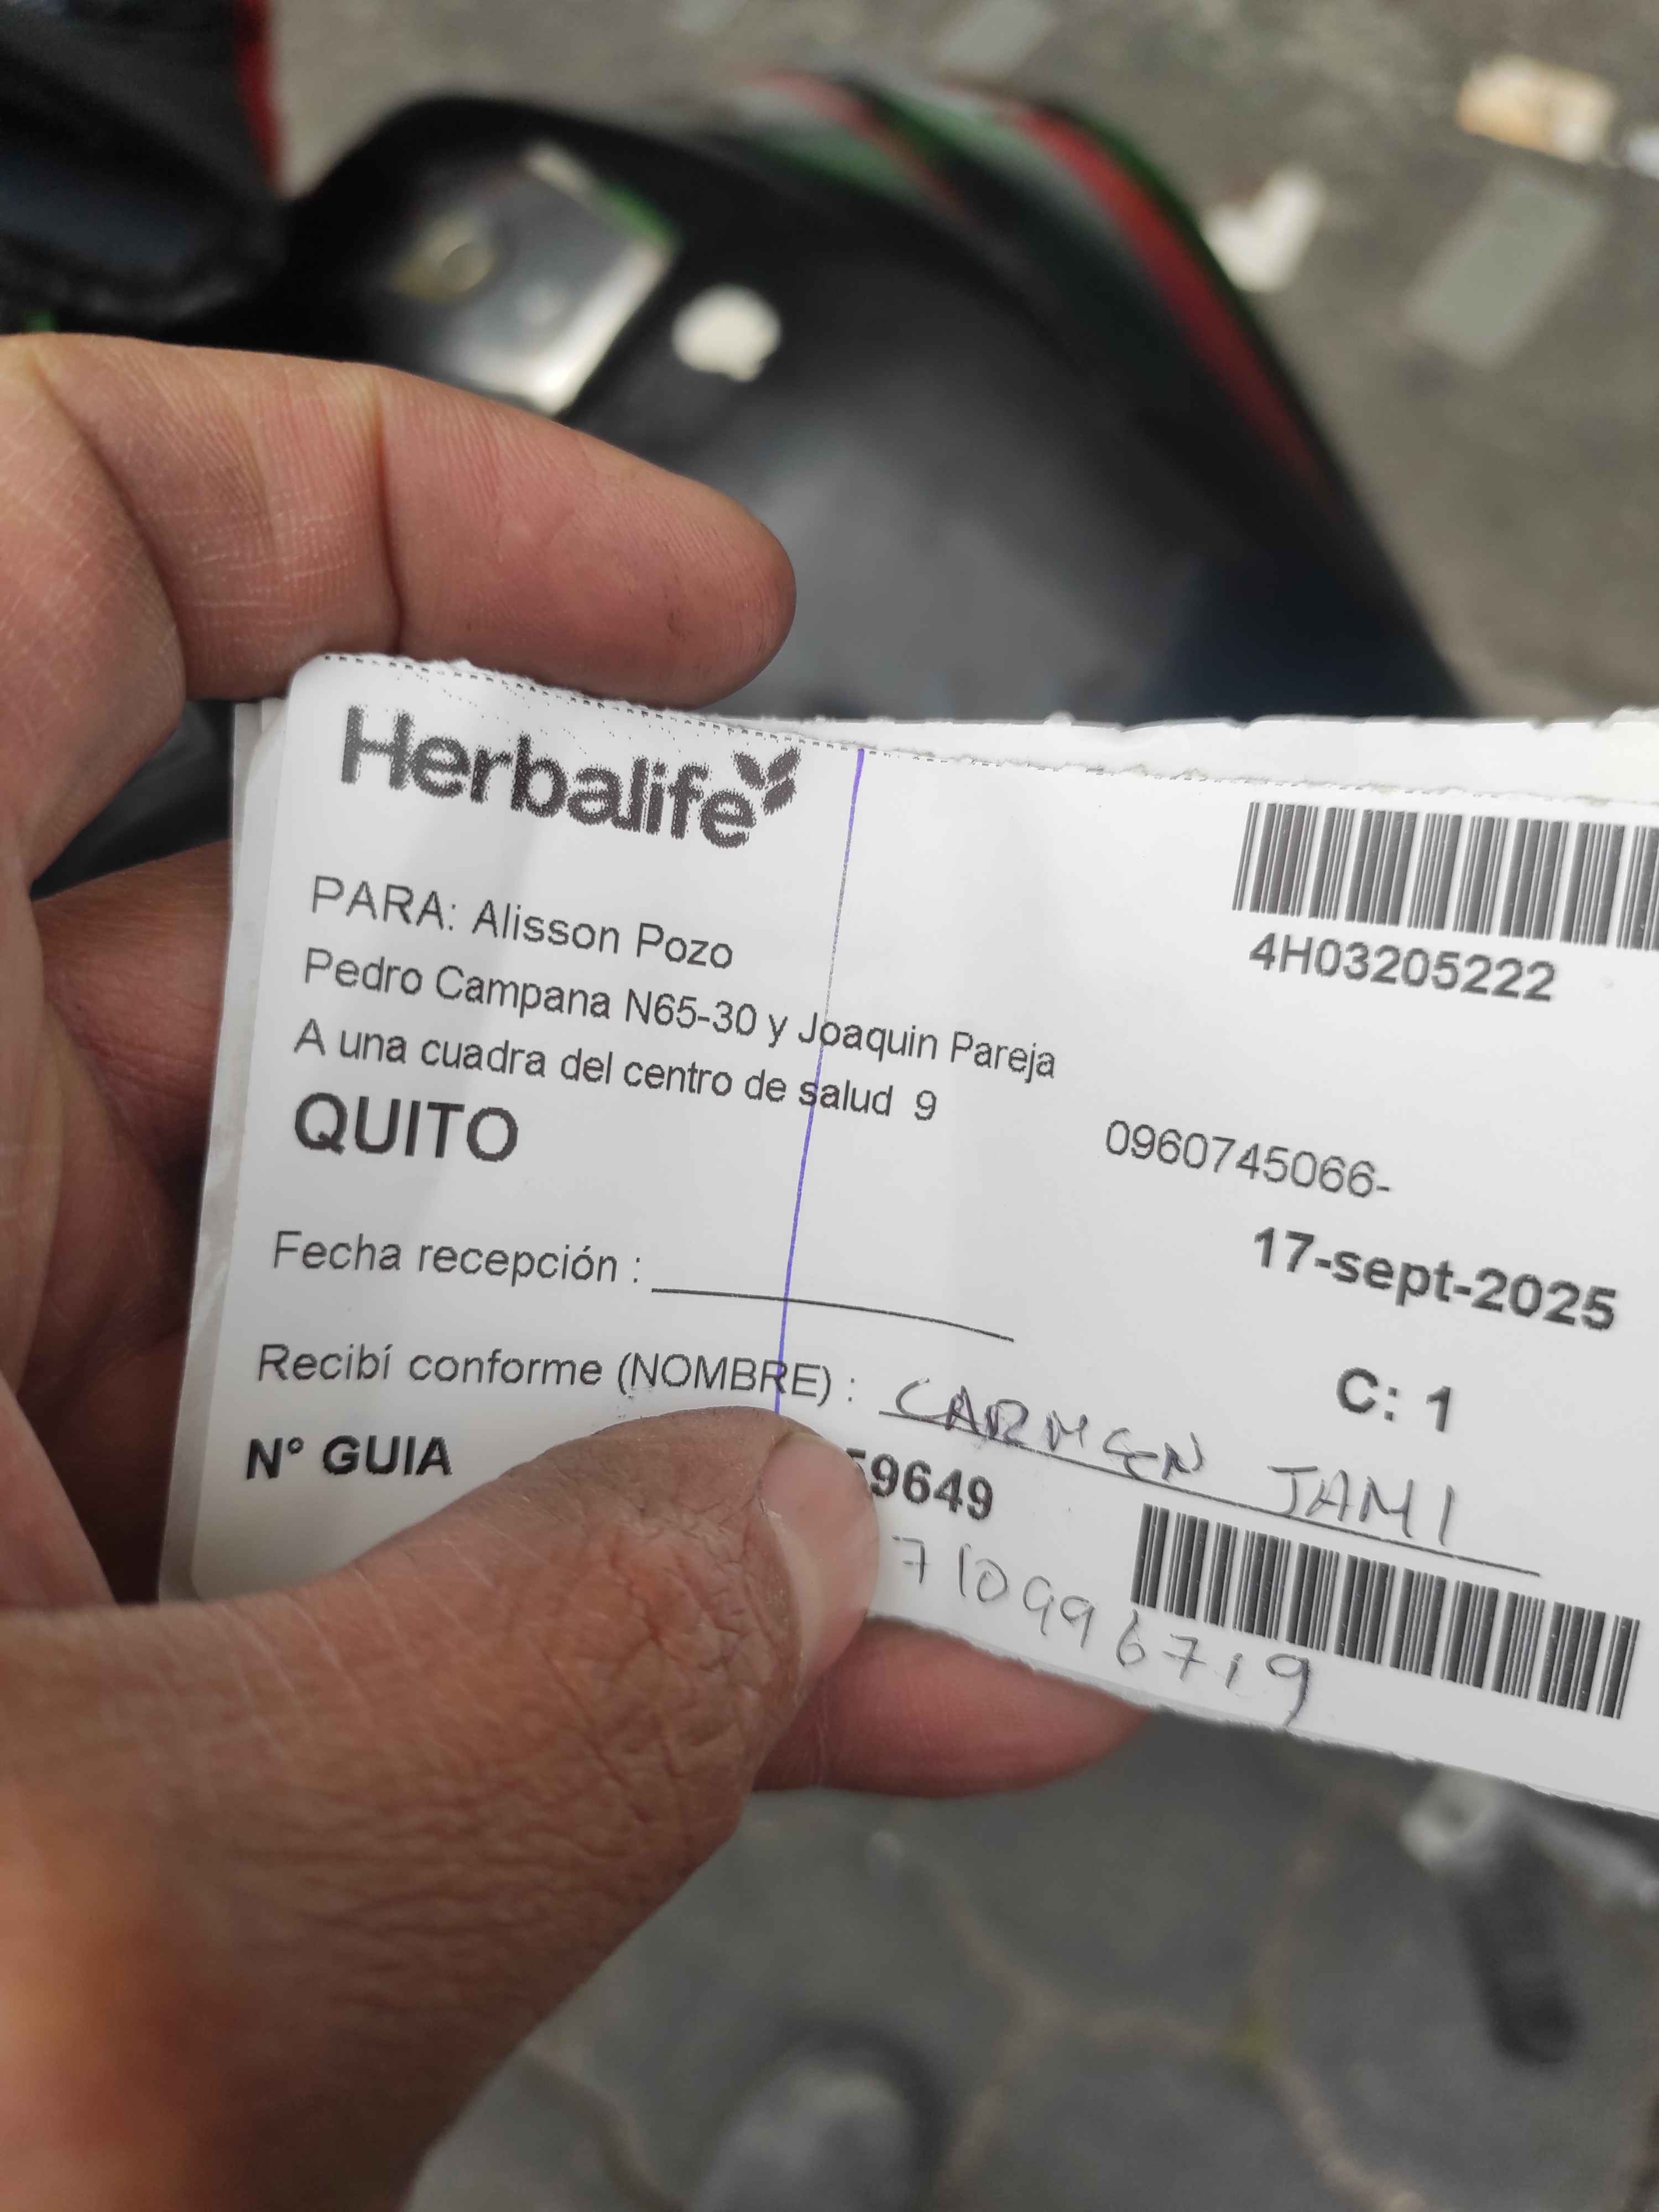 Herbalife
4H03205222
PARA: Alisson Pozo
Pedro Campana N65-30 y Joaquin Pareja
A una cuadra del centro de salud 9
QUITO
0960745066-
17-sept-2025
Fecha recepción :
C: 1
Recibí conforme (NOMBRE) : CARMEN JAMI
N° GUIA 59649
710996719